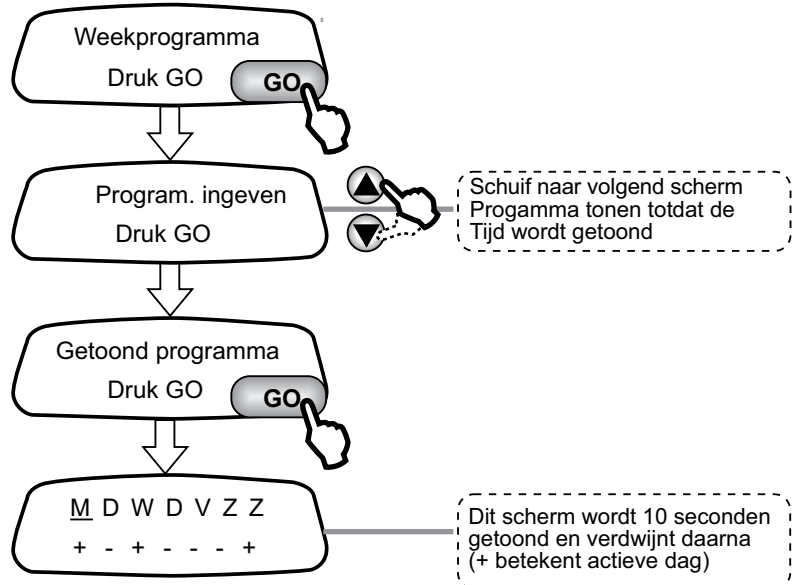 Weekprogramma
Druk GO
GO
Program. ingeven
Druk GO
Schuif naar volgend scherm
Progamma tonen totdat de
Tijd wordt getoond
Getoond programma
Druk GO
GO
M D W D V Z Z
+ - + - - - +
Dit scherm wordt 10 seconden
getoond en verdwijnt daarna
(+ betekent actieve dag)